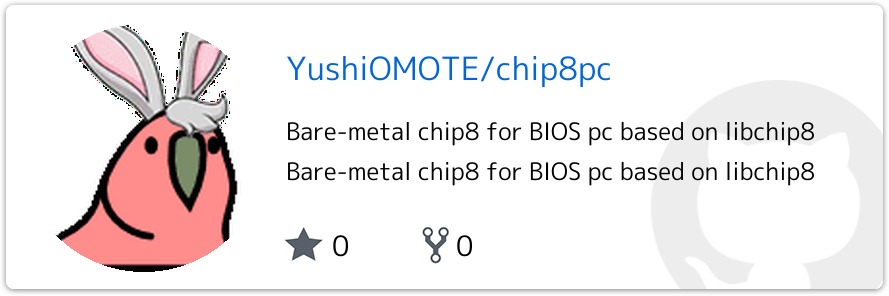 YushiOMOTE/chip8pc
Bare-metal chip8 for BIOS pc based on libchip8
Bare-metal chip8 for BIOS pc based on libchip8
0 0